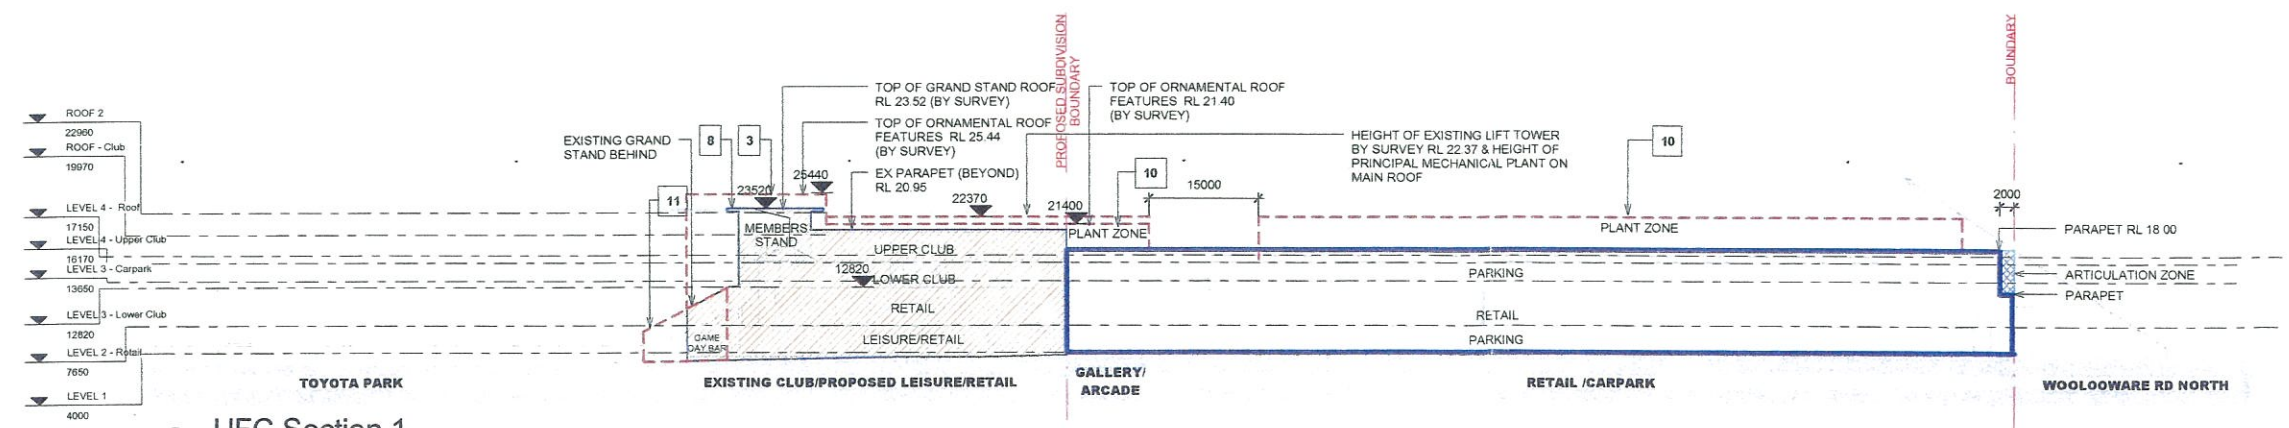 ROOF 2
22960
ROOF - Club
19970
LEVEL 4 - Roof
17150
LEVEL 4 - Upper Club
16170
LEVEL 3 - Carpark
13650
LEVEL 3 - Lower Club
12820
LEVEL 2 - Retail
7650
LEVEL 1
4000
EXISTING GRAND
STAND BEHIND
8
3
11
TOP OF GRAND STAND ROOF
RL 23.52 (BY SURVEY)
TOP OF ORNAMENTAL ROOF
FEATURES RL 25.44
(BY SURVEY)
EX PARAPET (BEYOND)
RL 20.95
PROPOSED SUBDIVISION
BOUNDARY
TOP OF ORNAMENTAL ROOF
FEATURES RL 21.40
(BY SURVEY)
HEIGHT OF EXISTING LIFT TOWER
BY SURVEY RL 22.37 & HEIGHT OF
PRINCIPAL MECHANICAL PLANT ON
MAIN ROOF
10
10
15000
BOUNDARY
2000
25440
23520
22370
21400
12820
MEMBERS
STAND
UPPER CLUB
LOWER CLUB
RETAIL
LEISURE/RETAIL
GAME
DAY BAR
PLANT ZONE
PLANT ZONE
PARKING
RETAIL
PARKING
PARAPET RL 18 00
ARTICULATION ZONE
PARAPET
TOYOTA PARK
EXISTING CLUB/PROPOSED LEISURE/RETAIL
GALLERY/
ARCADE
RETAIL /CARPARK
WOOLOOWARE RD NORTH
Section 1